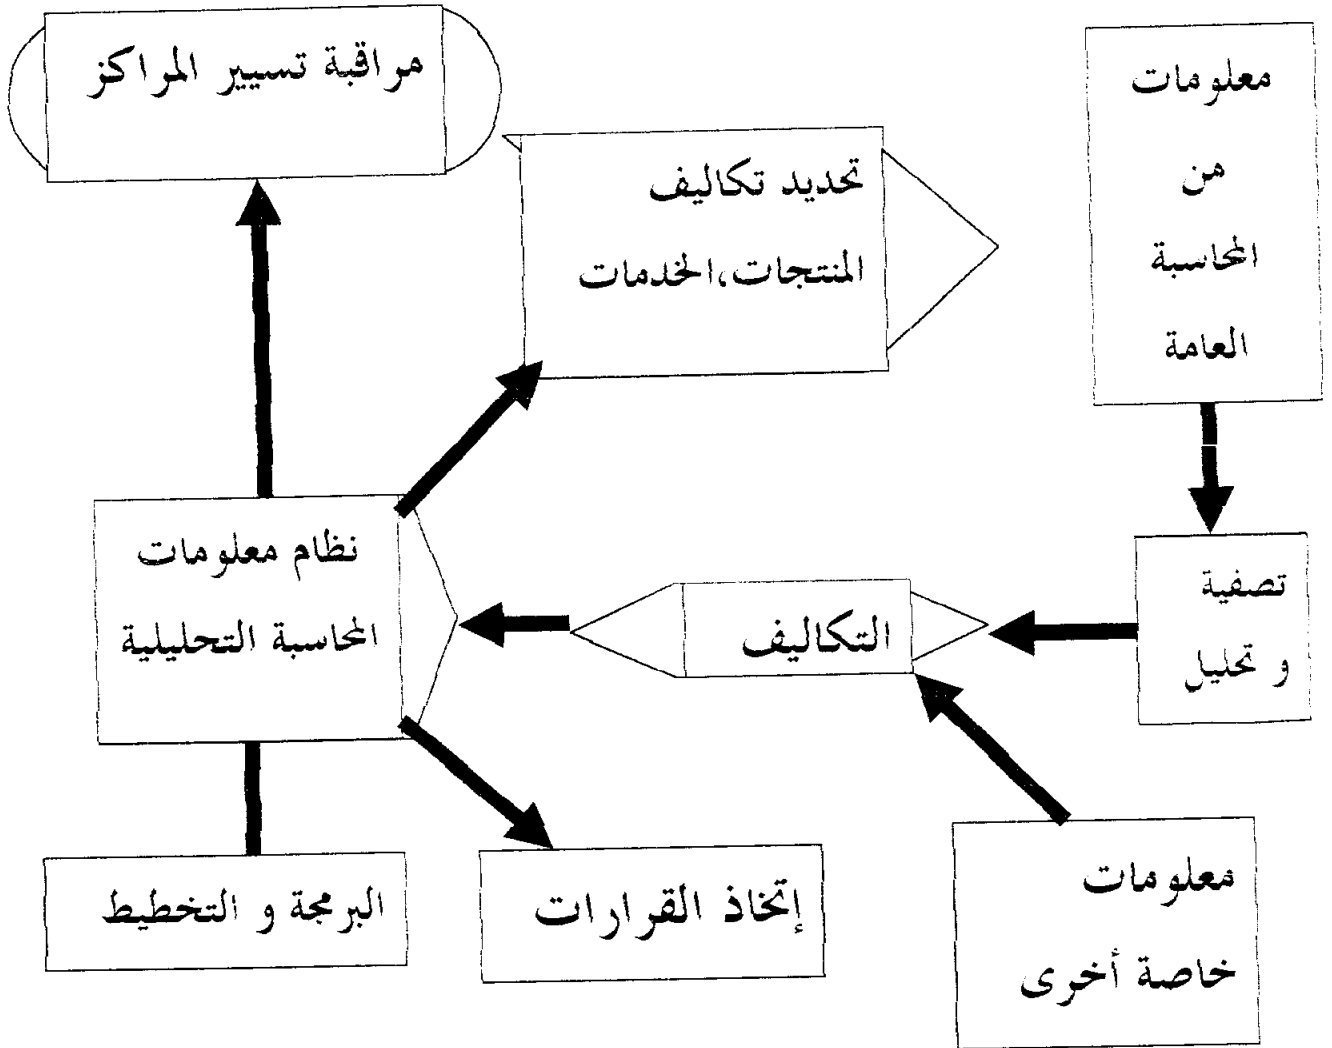 معلومات
من
المحاسبة
العامة
مراقبة تسيير المراكز
تحديد تكاليف
المنتجات،الخدمات
تصفية
و تحليل
التكاليف
نظام معلومات
المحاسبة التحليلية
معلومات
خاصة أخرى
إتخاذ القرارات
البرمجة و التخطيط